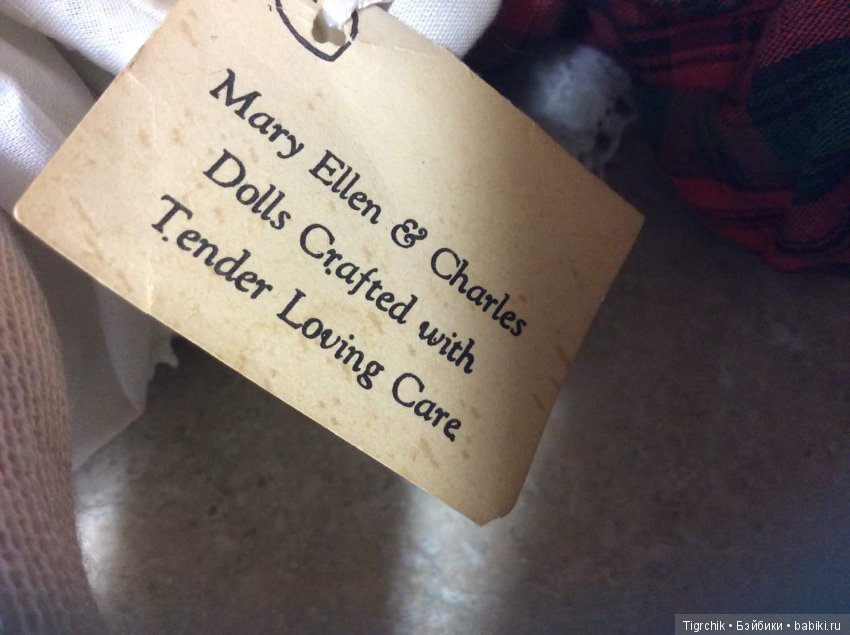 Mary Ellen & Charles
Dolls Crafted with
Tender Loving Care
Tigrchik • Бэйбики • babiki.ru